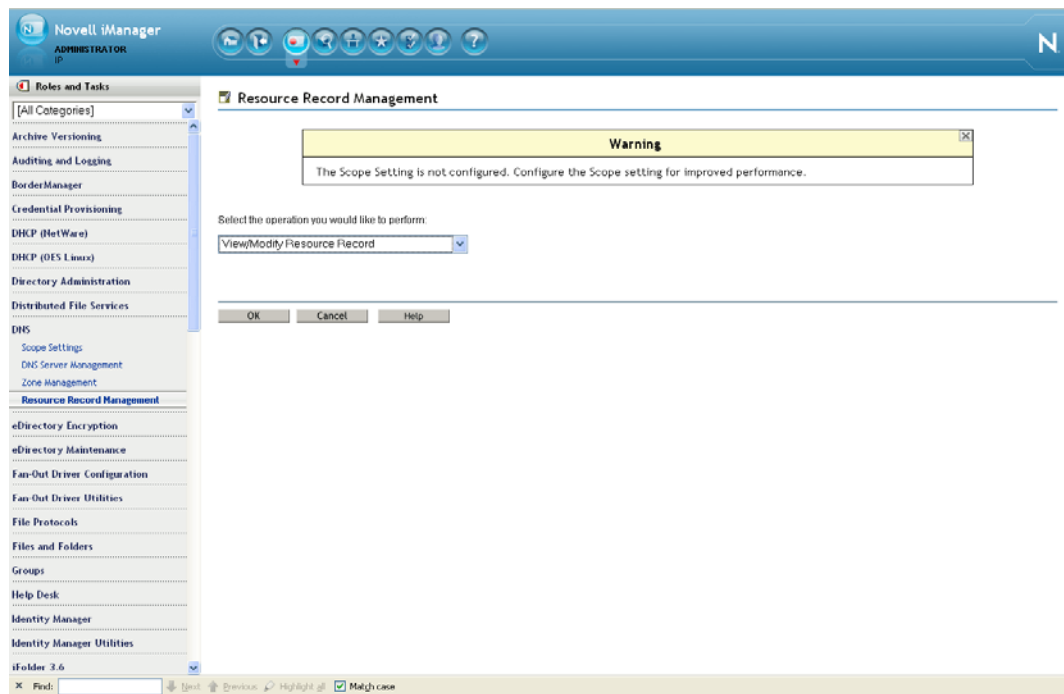 Novell iManager
ADMINISTRATOR
IP
N
Roles and Tasks
[All Categories]
Archive Versioning
Auditing and Logging
BorderManager
Credential Provisioning
DHCP (NetWare)
DHCP (OES Linux)
Directory Administration
Distributed File Services
DNS
Scope Settings
DNS Server Management
Zone Management
Resource Record Management
eDirectory Encryption
eDirectory Maintenance
Fan-Out Driver Configuration
Fan-Out Driver Utilities
File Protocols
Files and Folders
Groups
Help Desk
Identity Manager
Identity Manager Utilities
iFolder 3.6
Resource Record Management
Warning
The Scope Setting is not configured. Configure the Scope setting for improved performance.
Select the operation you would like to perform:
View/Modify Resource Record
OK Cancel Help
Find: Next Previous Highlight all Match case